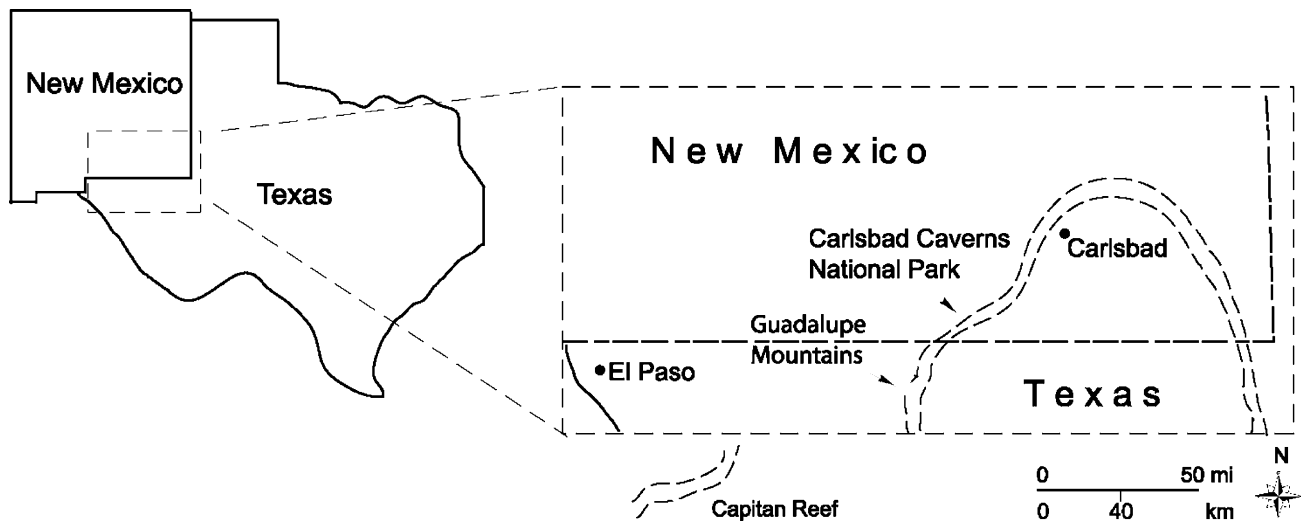 New Mexico
Texas
New Mexico
Carlsbad Caverns
National Park
Carlsbad
Guadalupe
Mountains
El Paso
Texas
Capitan Reef
N
0 50 mi
0 40 km